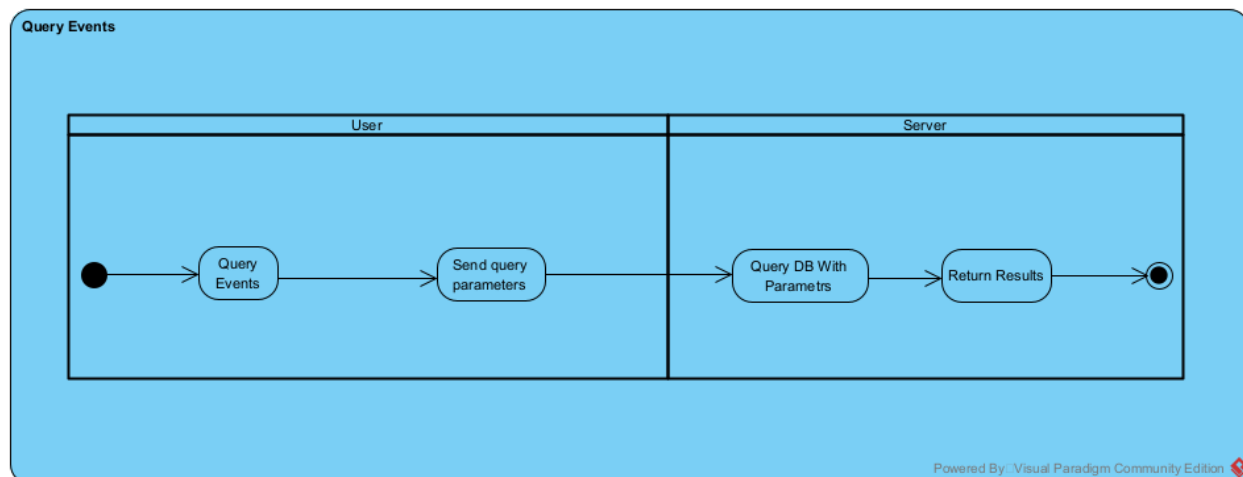 Query Events
User
Server
Query
Events
Send query
parameters
Query DB With
Parametrs
Return Results
Powered By Visual Paradigm Community Edition